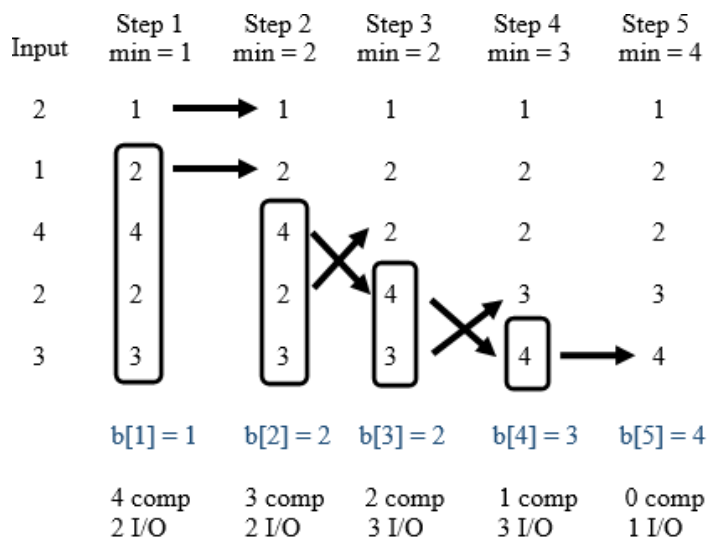 Input Step 1 Step 2 Step 3 Step 4 Step 5
min = 1 min = 2 min = 2 min = 3 min = 4
2 1 1 1 1 1
1 2 2 2 2 2
4 4 4 2 2 2
2 2 2 4 3 3
3 3 3 3 4 4
b[1] = 1 b[2] = 2 b[3] = 2 b[4] = 3 b[5] = 4
4 comp 3 comp 2 comp 1 comp 0 comp
2 I/O 2 I/O 3 I/O 3 I/O 1 I/O